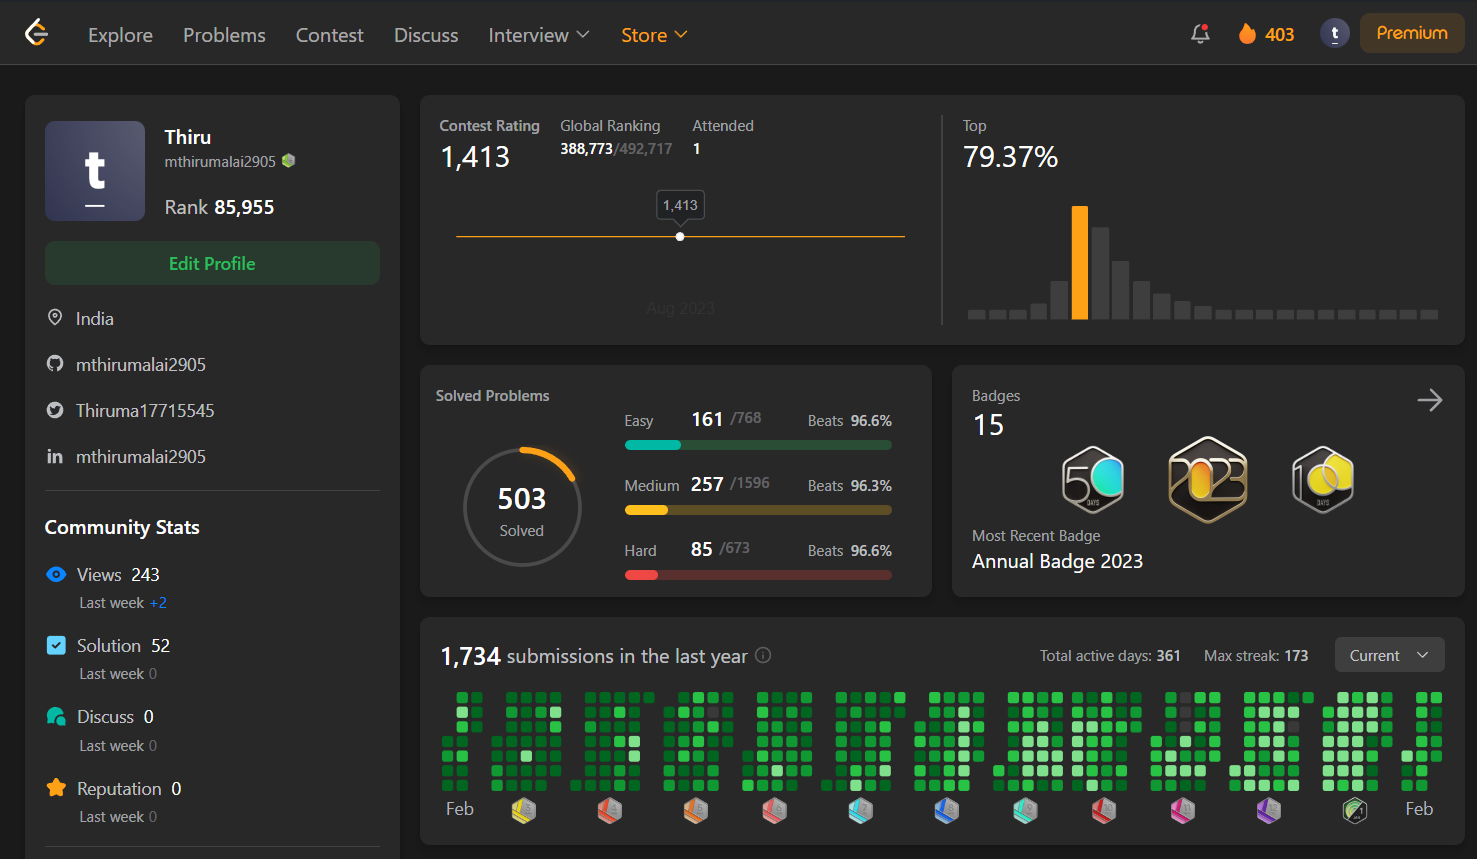 Explore Problems Contest Discuss Interview Store 403 t Premium
t
Thiru
mthirumalai2905
Rank 85,955
Edit Profile
India
mthirumalai2905
Thiruma17715545
mthirumalai2905
Community Stats
Views 243
Last week +2
Solution 52
Last week 0
Discuss 0
Last week 0
Reputation 0
Last week 0
Contest Rating
1,413
Global Ranking
388,773/492,717
Attended
1
1,413
Aug 2023
Top
79.37%
Solved Problems
503
Solved
Easy 161 /768 Beats 96.6%
Medium 257 /1596 Beats 96.3%
Hard 85 /673 Beats 96.6%
Badges
15
50 DAYS
2023
100 DAYS
Most Recent Badge
Annual Badge 2023
1,734 submissions in the last year
Total active days: 361 Max streak: 173 Current
Feb Feb